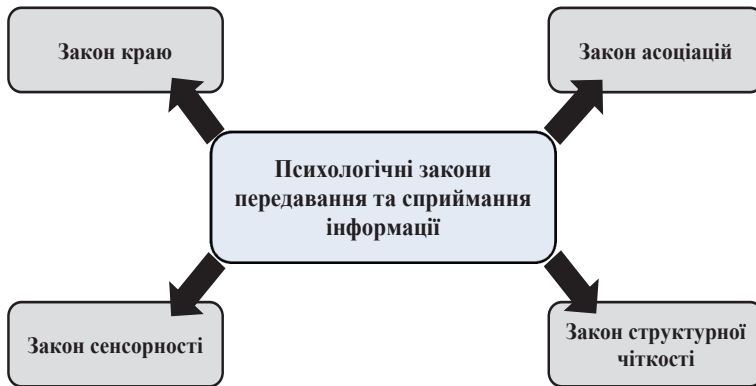 Закон краю
Закон асоціацій
Психологічні закони
передавання та сприймання
інформації
Закон сенсорності
Закон структурної
чіткості